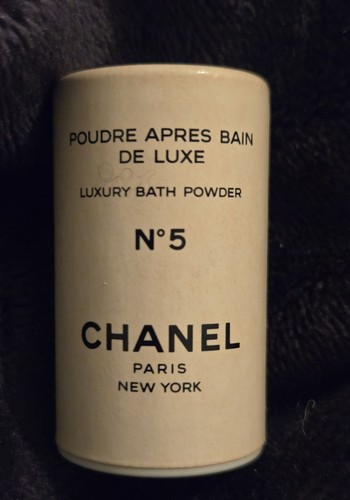 POUDRE APRES BAIN
DE LUXE
LUXURY BATH POWDER
N°5
CHANEL
PARIS
NEW YORK